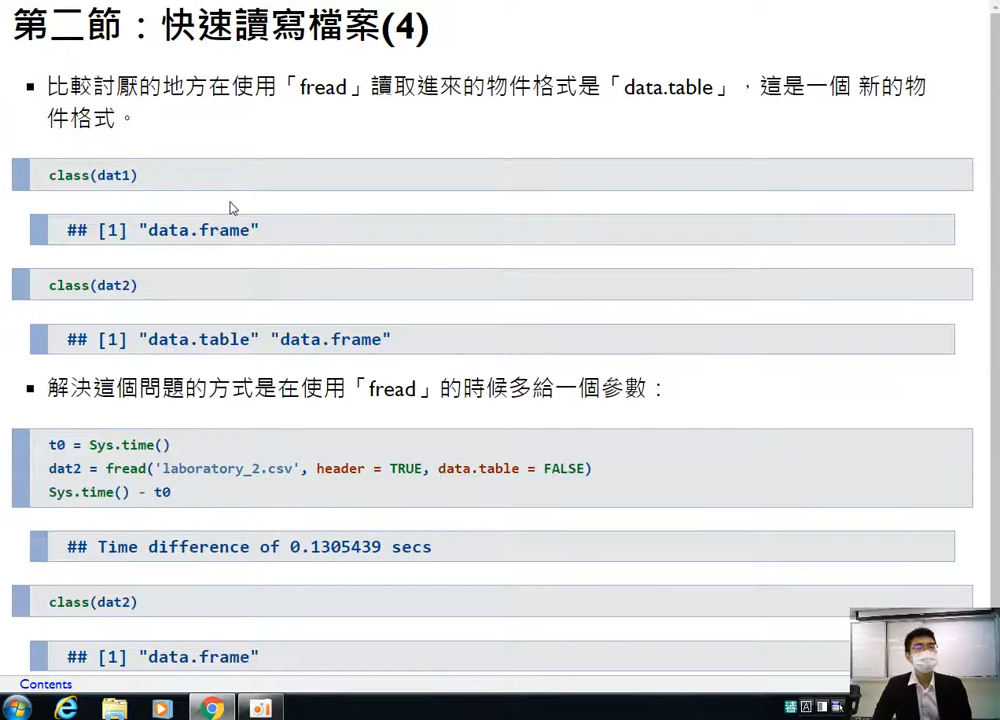 第二節：快速讀寫檔案(4)
比較討厭的地方在使用「fread」讀取進來的物件格式是「data.table」，這是一個 新的物
件格式。
class(dat1)
## [1] "data.frame"
class(dat2)
## [1] "data.table" "data.frame"
解決這個問題的方式是在使用「fread」的時候多給一個參數：
t0 = Sys.time()
dat2 = fread('laboratory_2.csv', header = TRUE, data.table = FALSE)
Sys.time() - t0
## Time difference of 0.1305439 secs
class(dat2)
## [1] "data.frame"
Contents